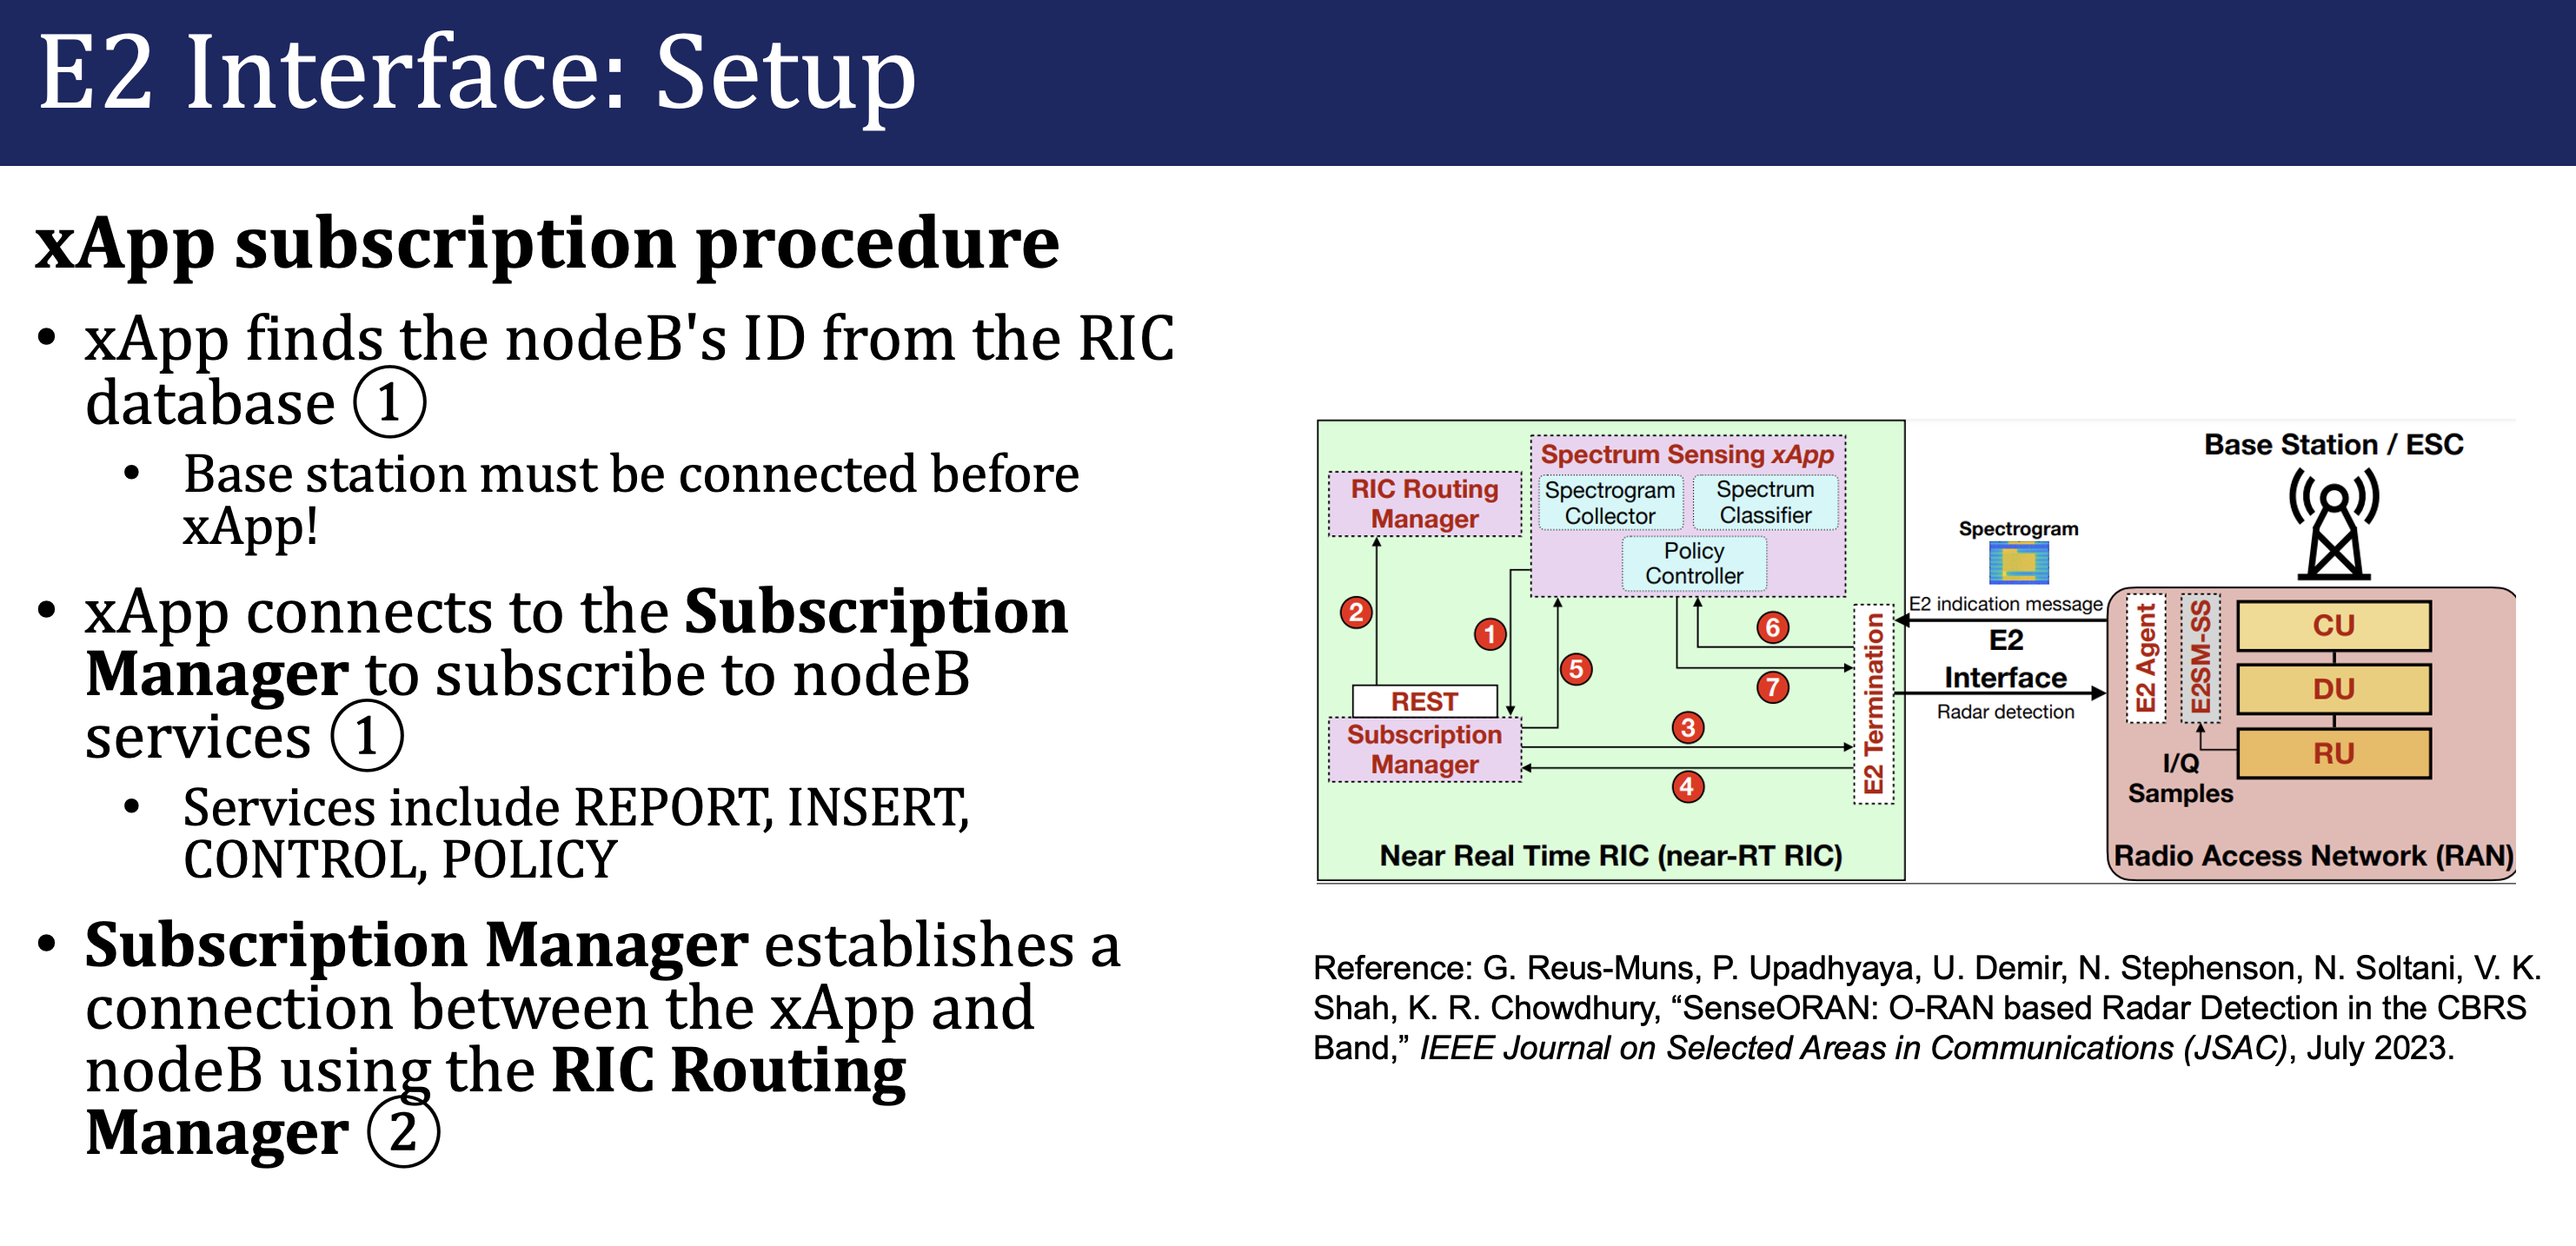 E2 Interface: Setup
xApp subscription procedure
• xApp finds the nodeB's ID from the RIC
database ①
• Base station must be connected before
xApp!
• xApp connects to the Subscription
Manager to subscribe to nodeB
services ①
• Services include REPORT, INSERT,
CONTROL, POLICY
• Subscription Manager establishes a
connection between the xApp and
nodeB using the RIC Routing
Manager ②
RIC Routing
Manager
Spectrum Sensing xApp
Spectrogram
Collector
Spectrum
Classifier
Policy
Controller
2
1
5
6
7
3
4
REST
Subscription
Manager
E2 Termination
Near Real Time RIC (near-RT RIC)
Spectrogram
E2 indication message
E2
Interface
Radar detection
Base Station / ESC
E2 Agent
E2SM-SS
CU
DU
RU
I/Q
Samples
Radio Access Network (RAN)
Reference: G. Reus-Muns, P. Upadhyaya, U. Demir, N. Stephenson, N. Soltani, V. K.
Shah, K. R. Chowdhury, “SenseORAN: O-RAN based Radar Detection in the CBRS
Band,” IEEE Journal on Selected Areas in Communications (JSAC), July 2023.